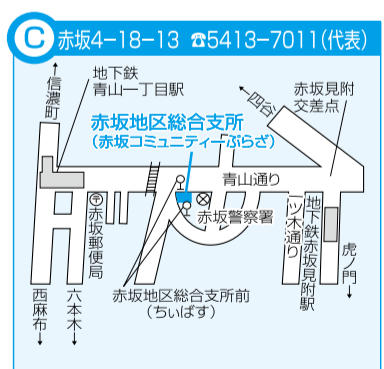 C 赤坂4-18-13 ☎5413-7011(代表)
信濃町
地下鉄
青山一丁目駅
四谷
赤坂見附
交差点
赤坂地区総合支所
(赤坂コミュニティーぷらざ)
青山通り
赤坂郵便局
赤坂警察署
一ツ木通り
地下鉄赤坂見附駅
虎ノ門
赤坂地区総合支所前
(ちぃばす)
西麻布
六本木